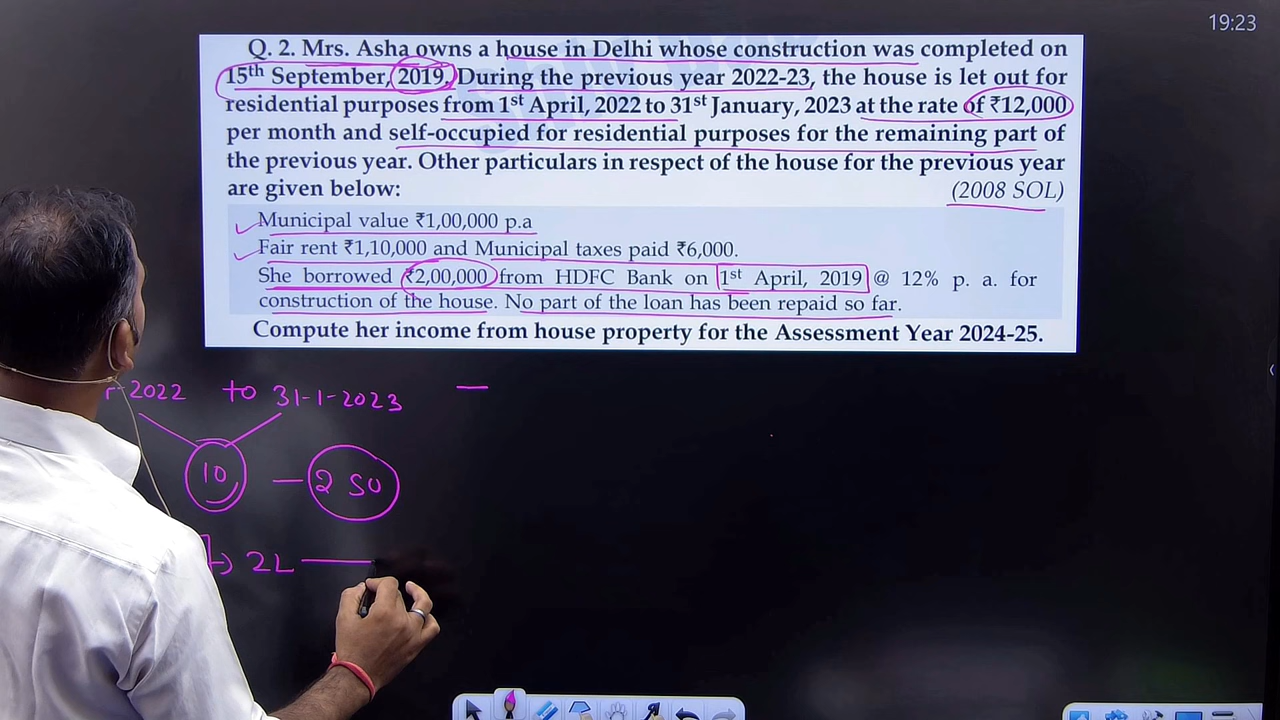 19:23
Q. 2. Mrs. Asha owns a house in Delhi whose construction was completed on
15th September, 2019. During the previous year 2022-23, the house is let out for
residential purposes from 1st April, 2022 to 31st January, 2023 at the rate of ₹12,000
per month and self-occupied for residential purposes for the remaining part of
the previous year. Other particulars in respect of the house for the previous year
are given below: (2008 SOL)
Municipal value ₹1,00,000 p.a
Fair rent ₹1,10,000 and Municipal taxes paid ₹6,000.
She borrowed ₹2,00,000 from HDFC Bank on 1st April, 2019 @ 12% p. a. for
construction of the house. No part of the loan has been repaid so far.
Compute her income from house property for the Assessment Year 2024-25.
-2022 to 31-1-2023 —
10 — 2 SO
2L —